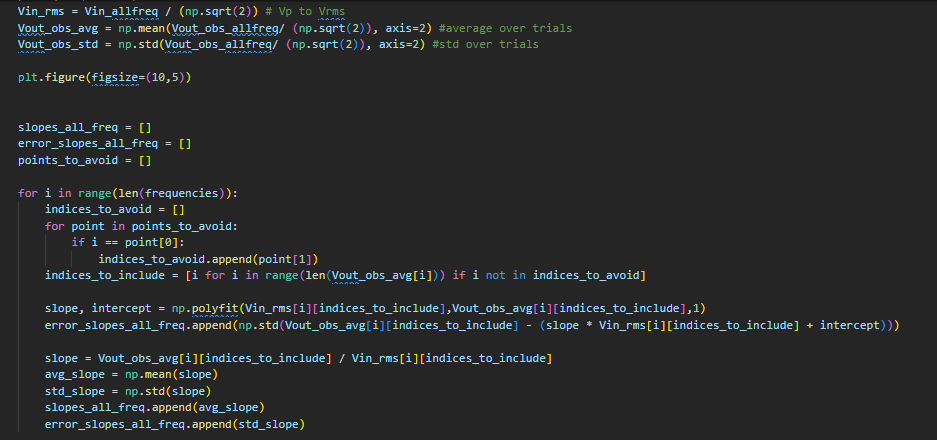 Vin_rms = Vin_allfreq / (np.sqrt(2)) # Vp to Vrms
Vout_obs_avg = np.mean(Vout_obs_allfreq/ (np.sqrt(2)), axis=2) #average over trials
Vout_obs_std = np.std(Vout_obs_allfreq/ (np.sqrt(2)), axis=2) #std over trials
plt.figure(figsize=(10,5))
slopes_all_freq = []
error_slopes_all_freq = []
points_to_avoid = []
for i in range(len(frequencies)):
    indices_to_avoid = []
    for point in points_to_avoid:
        if i == point[0]:
            indices_to_avoid.append(point[1])
    indices_to_include = [i for i in range(len(Vout_obs_avg[i])) if i not in indices_to_avoid]
    slope, intercept = np.polyfit(Vin_rms[i][indices_to_include],Vout_obs_avg[i][indices_to_include],1)
    error_slopes_all_freq.append(np.std(Vout_obs_avg[i][indices_to_include] - (slope * Vin_rms[i][indices_to_include] + intercept)))
    slope = Vout_obs_avg[i][indices_to_include] / Vin_rms[i][indices_to_include]
    avg_slope = np.mean(slope)
    std_slope = np.std(slope)
    slopes_all_freq.append(avg_slope)
    error_slopes_all_freq.append(std_slope)